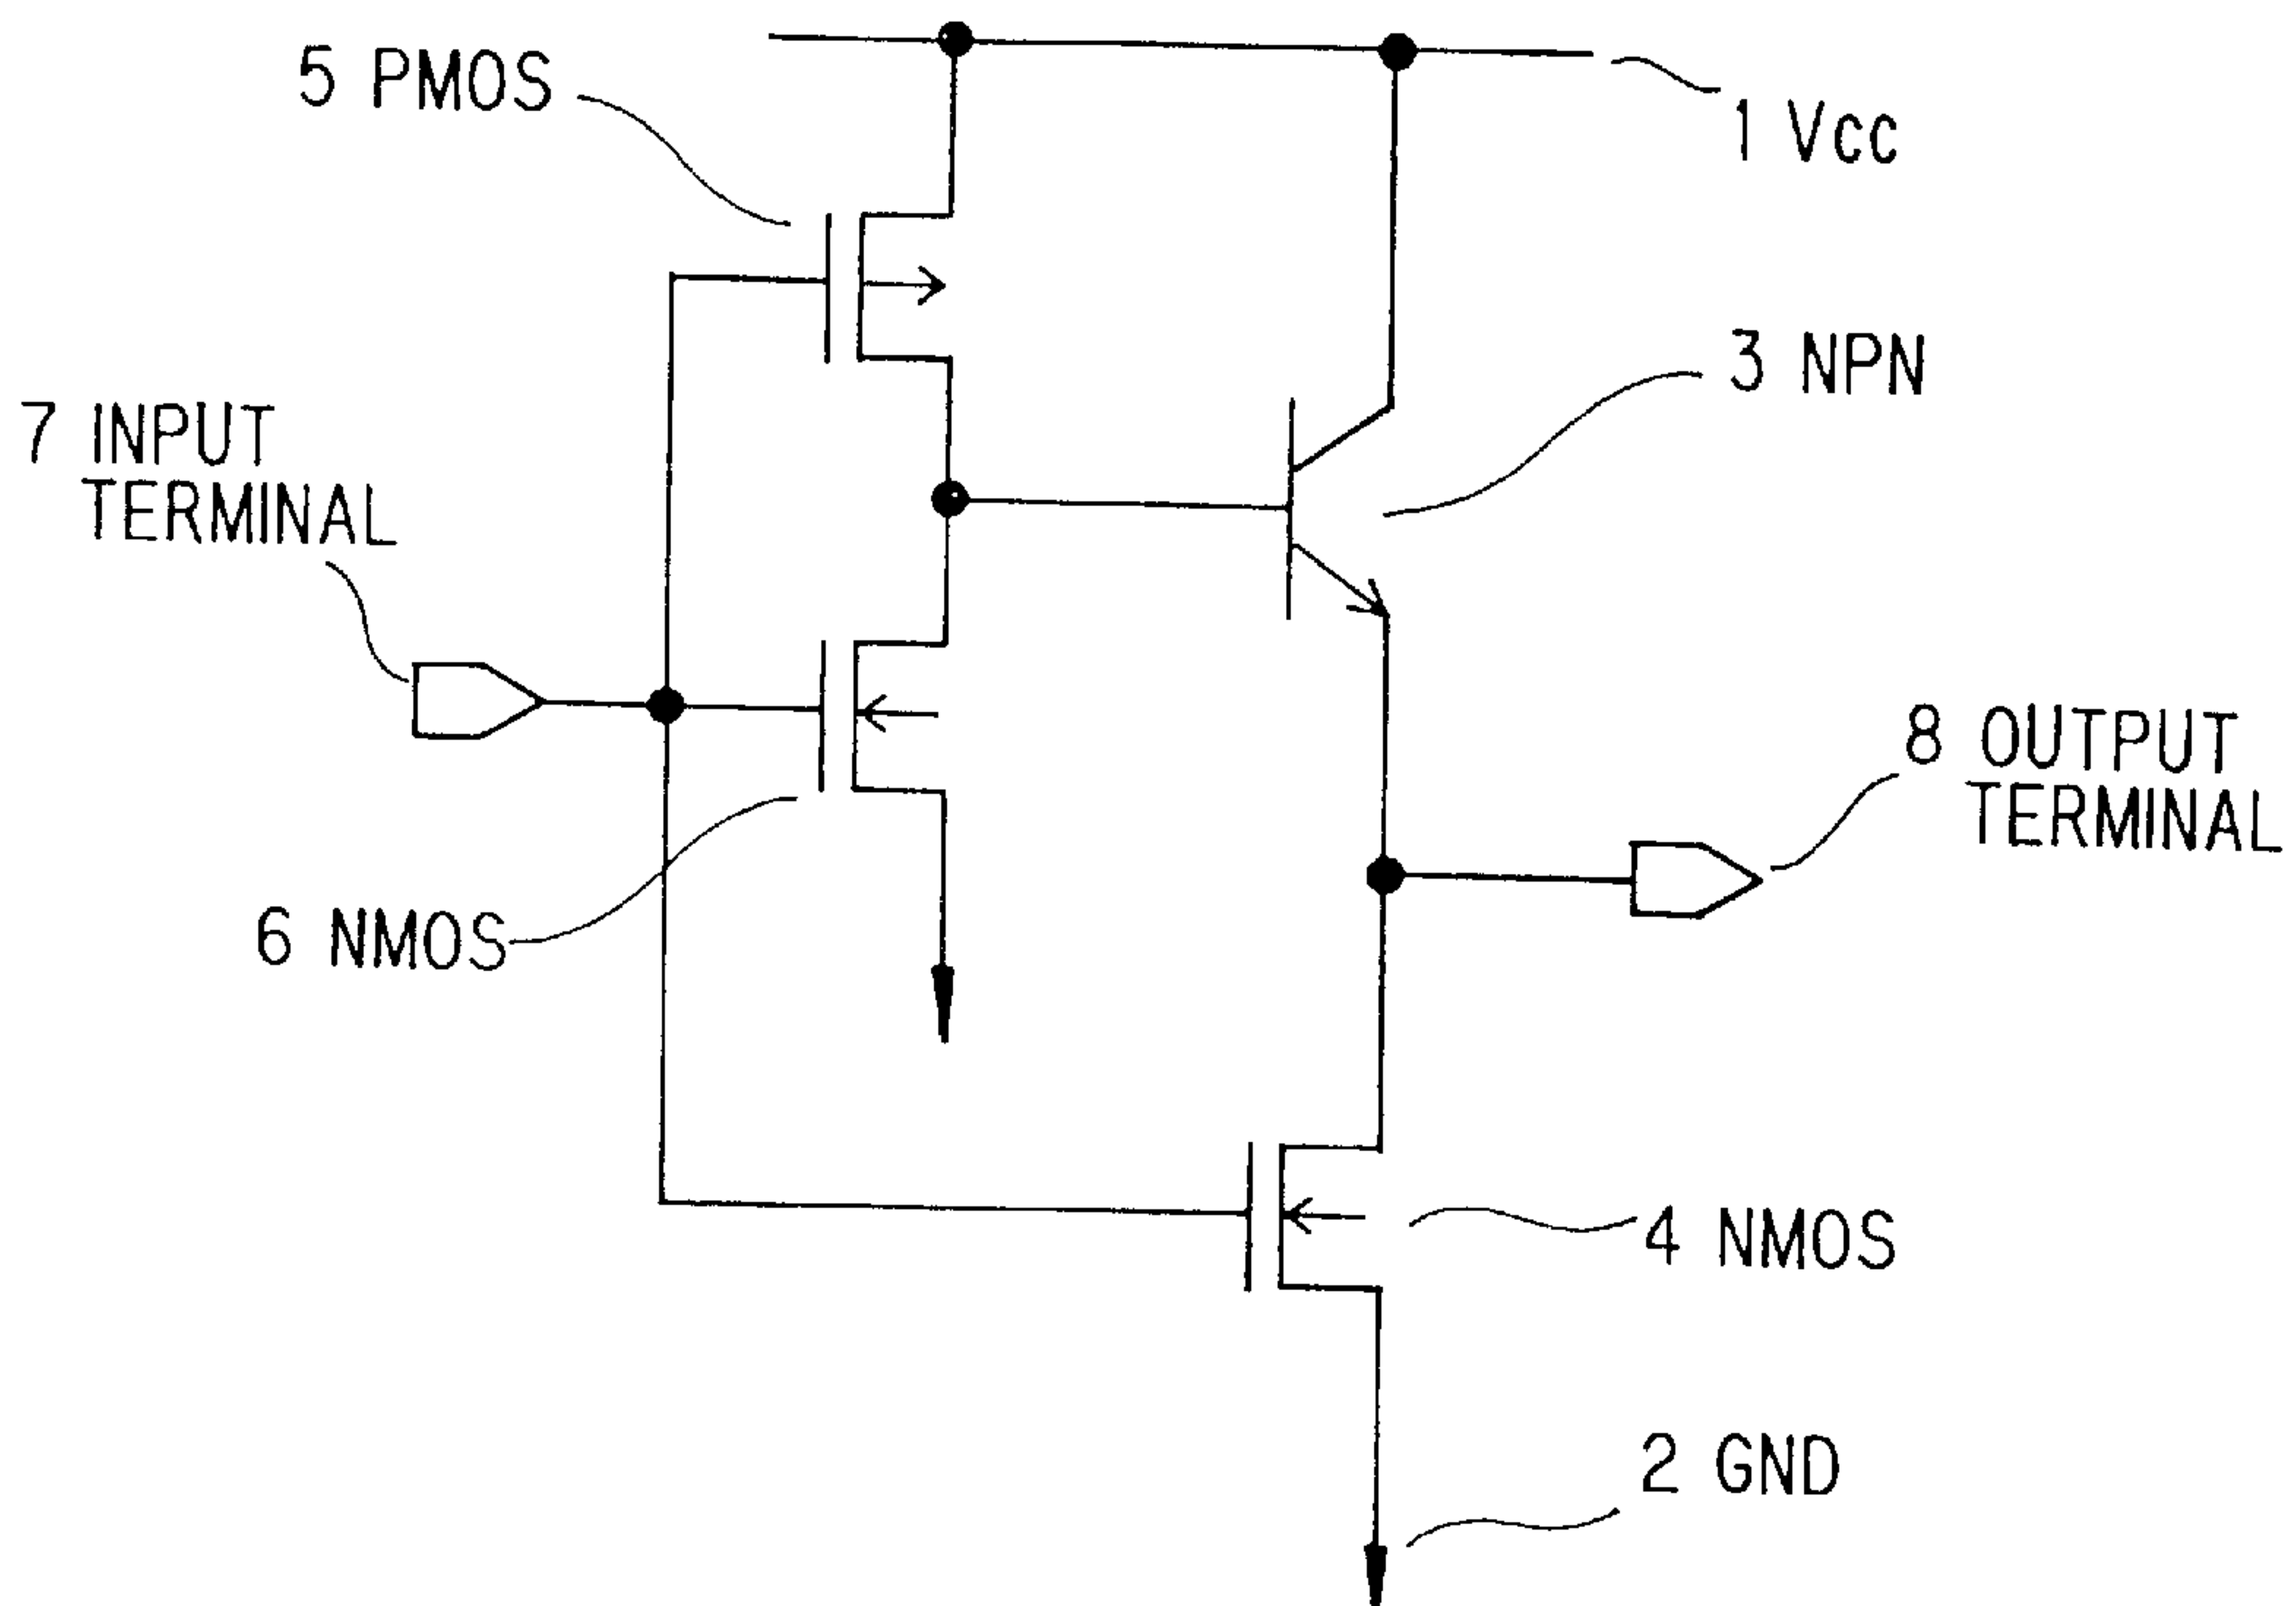 5 PMOS
1 Vcc
3 NPN
7 INPUT
TERMINAL
8 OUTPUT
TERMINAL
6 NMOS
4 NMOS
2 GND